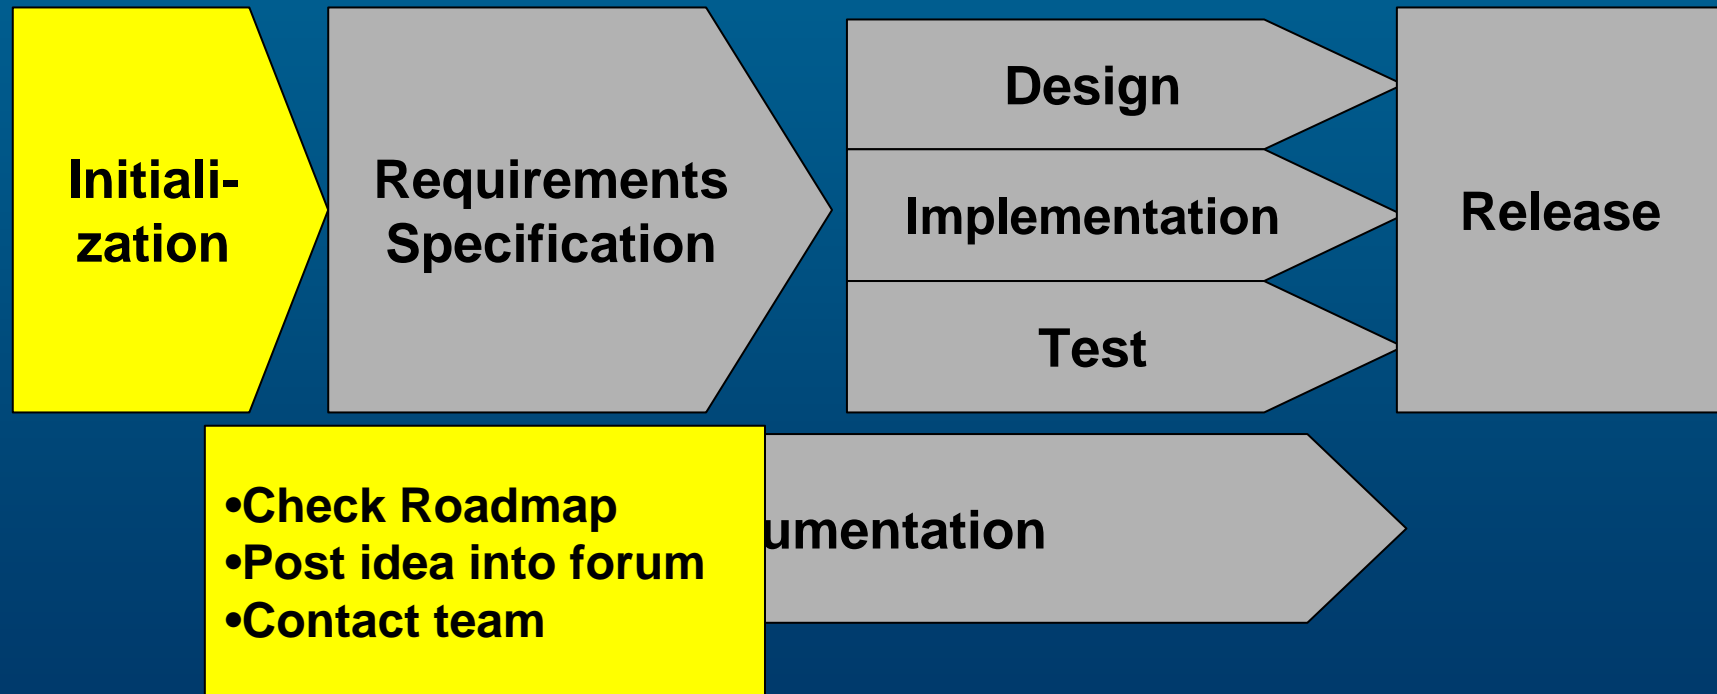 Initiali-
zation
Requirements
Specification
Design
Implementation
Test
Release
•Check Roadmap
•Post idea into forum
•Contact team
umentation